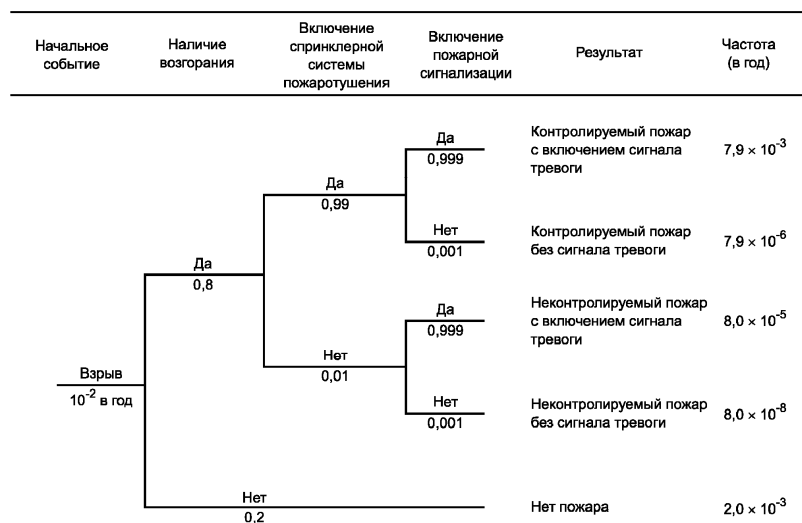 Начальное событие
Наличие возгорания
Включение спринклерной системы пожаротушения
Включение пожарной сигнализации
Результат
Частота (в год)
Да
0,999
Контролируемый пожар с включением сигнала тревоги
7,9 × 10⁻³
Да
0,99
Нет
0,001
Контролируемый пожар без сигнала тревоги
7,9 × 10⁻⁶
Да
0,8
Да
0,999
Неконтролируемый пожар с включением сигнала тревоги
8,0 × 10⁻⁵
Нет
0,01
Взрыв
10⁻² в год
Нет
0,001
Неконтролируемый пожар без сигнала тревоги
8,0 × 10⁻⁸
Нет
0,2
Нет пожара
2,0 × 10⁻³